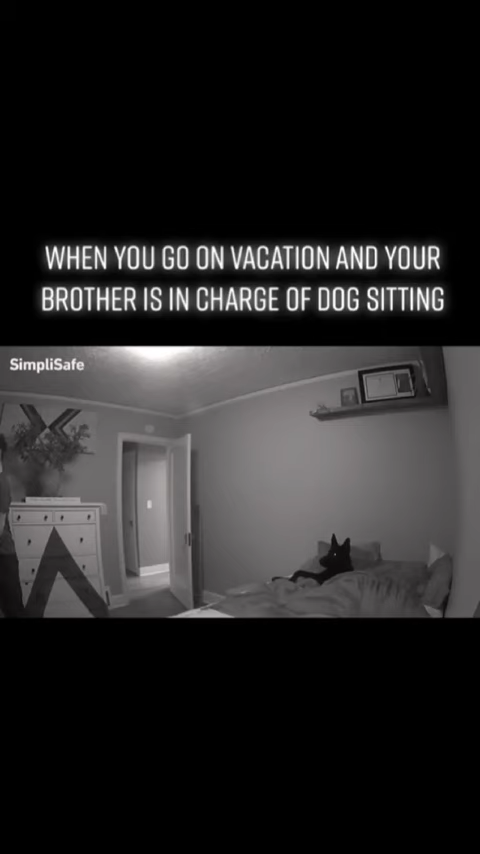 WHEN YOU GO ON VACATION AND YOUR
BROTHER IS IN CHARGE OF DOG SITTING
SimpliSafe